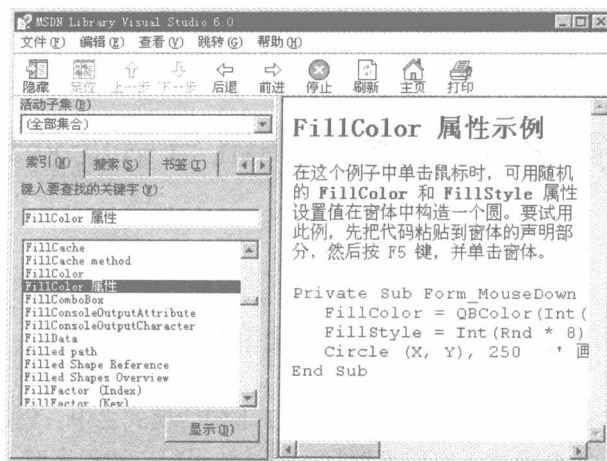 MSDN Library Visual Studio 6.0
文件(F) 编辑(E) 查看(V) 跳转(G) 帮助(H)
隐藏 定位 上一步 下一步 后退 前进 停止 刷新 主页 打印
活动子集(B)
(全部集合)
索引(N) 搜索(S) 书签(I)
键入要查找的关键字(W):
FillColor 属性
FillCache
FillCache method
FillColor
FillColor 属性
FillComboBox
FillConsoleOutputAttribute
FillConsoleOutputCharacter
FillData
filled path
Filled Shape Reference
Filled Shapes Overview
FillFactor (Index)
FillFactor (Key)
显示(D)
FillColor 属性示例
在这个例子中单击鼠标时，可用随机
的 FillColor 和 FillStyle 属性
设置值在窗体中构造一个圆。要试用
此例，先把代码粘贴到窗体的声明部
分，然后按 F5 键，并单击窗体。
Private Sub Form_MouseDown (
FillColor = QBColor(Int(
FillStyle = Int(Rnd * 8)
Circle (X, Y), 250 ' 画
End Sub